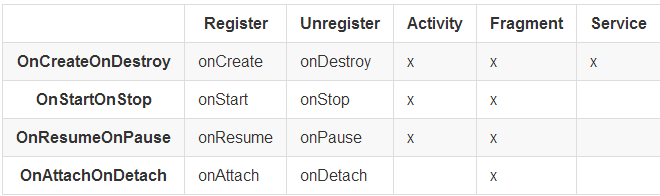 Register Unregister Activity Fragment Service
OnCreateOnDestroy onCreate onDestroy x x x
OnStartOnStop onStart onStop x x
OnResumeOnPause onResume onPause x x
OnAttachOnDetach onAttach onDetach x